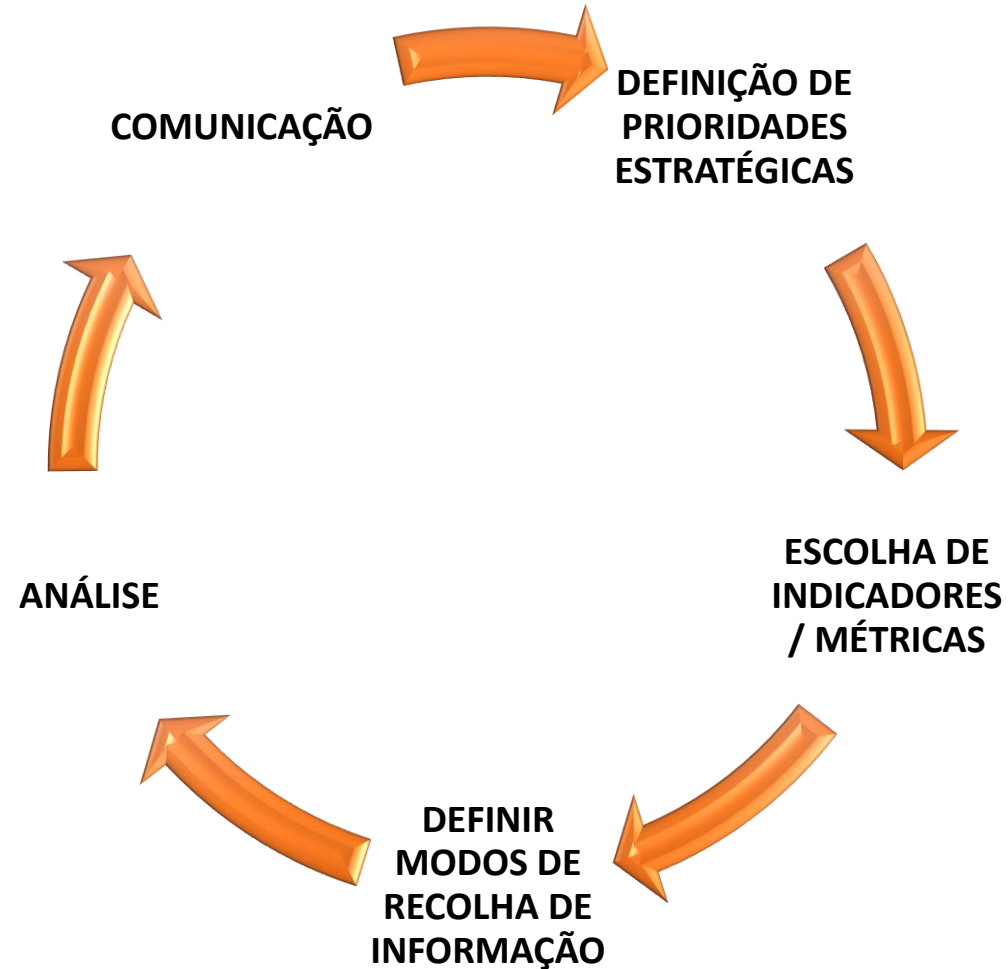 COMUNICAÇÃO
DEFINIÇÃO DE
PRIORIDADES
ESTRATÉGICAS
ESCOLHA DE
INDICADORES
/ MÉTRICAS
DEFINIR
MODOS DE
RECOLHA DE
INFORMAÇÃO
ANÁLISE